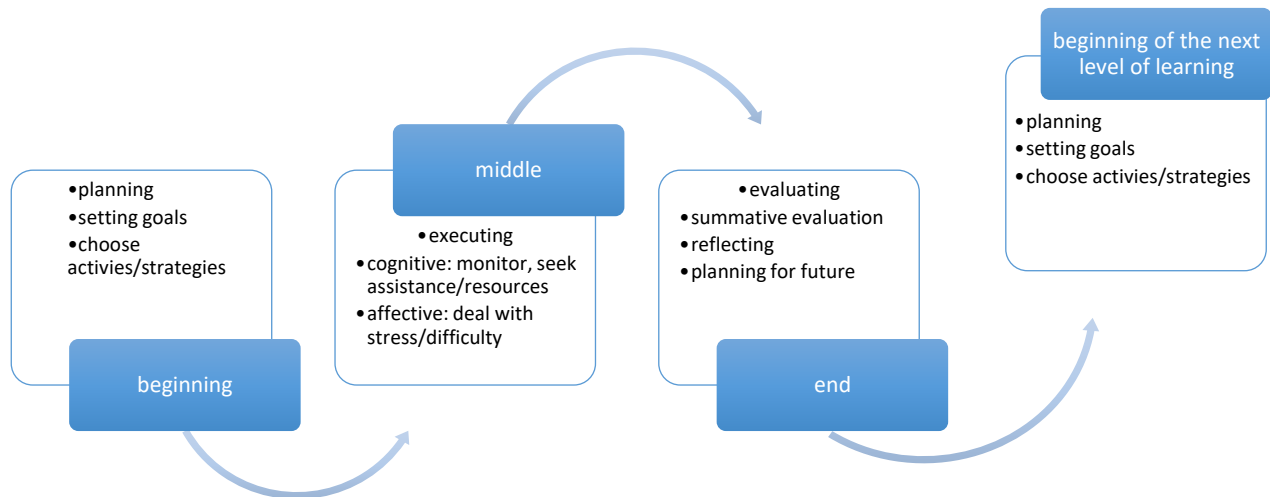 •planning
•setting goals
•choose
activies/strategies
beginning
middle
•executing
•cognitive: monitor, seek
assistance/resources
•affective: deal with
stress/difficulty
•evaluating
•summative evaluation
•reflecting
•planning for future
end
beginning of the next
level of learning
•planning
•setting goals
•choose activies/strategies